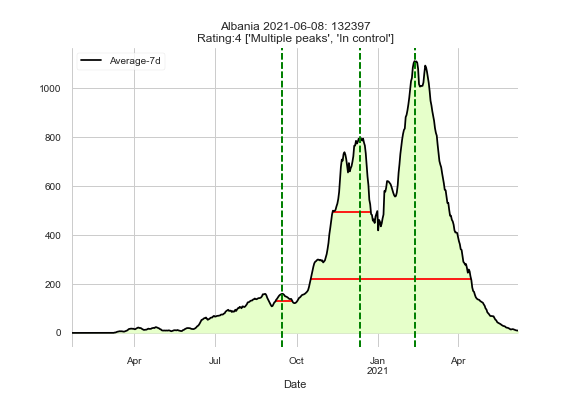 Albania 2021-06-08: 132397
Rating:4 ['Multiple peaks', 'In control']
Average-7d
1000
800
600
400
200
0
Apr
Jul
Oct
Jan
2021
Apr
Date